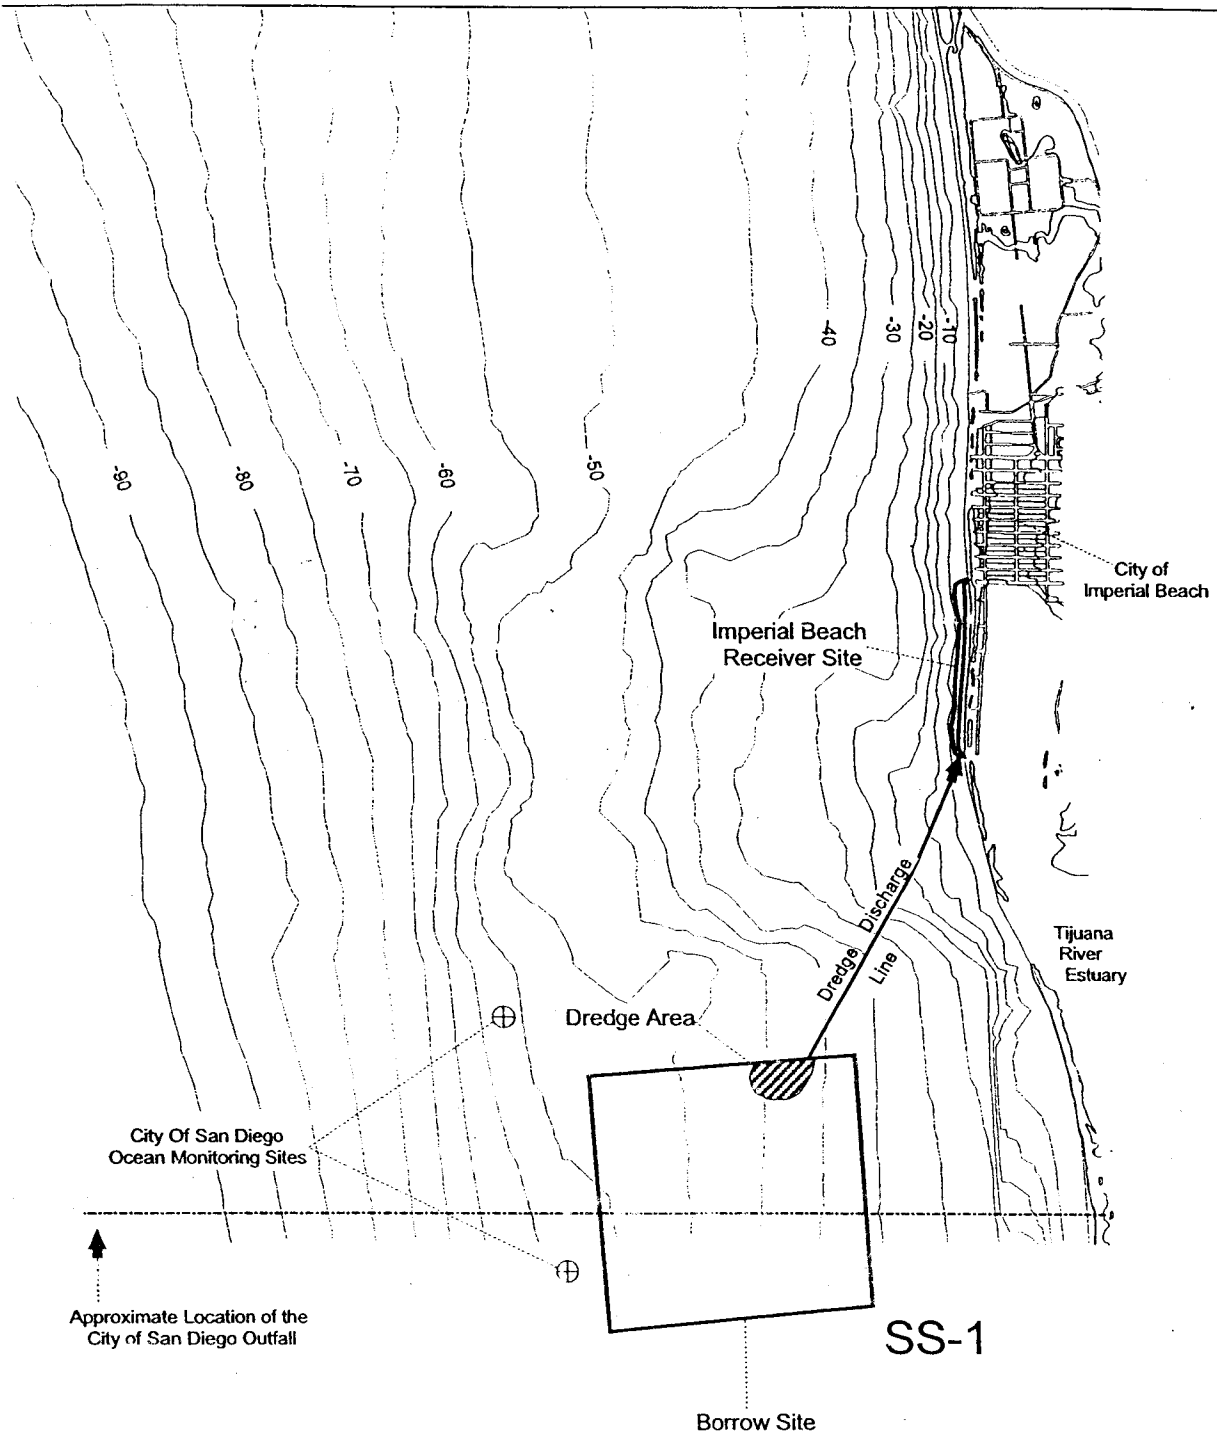 -40
-30
-20
-10
-90
-80
-70
-60
-50
City of
Imperial Beach
Imperial Beach
Receiver Site
Dredge Discharge
Line
Tijuana
River
Estuary
Dredge Area
City Of San Diego
Ocean Monitoring Sites
Approximate Location of the
City of San Diego Outfall
SS-1
Borrow Site